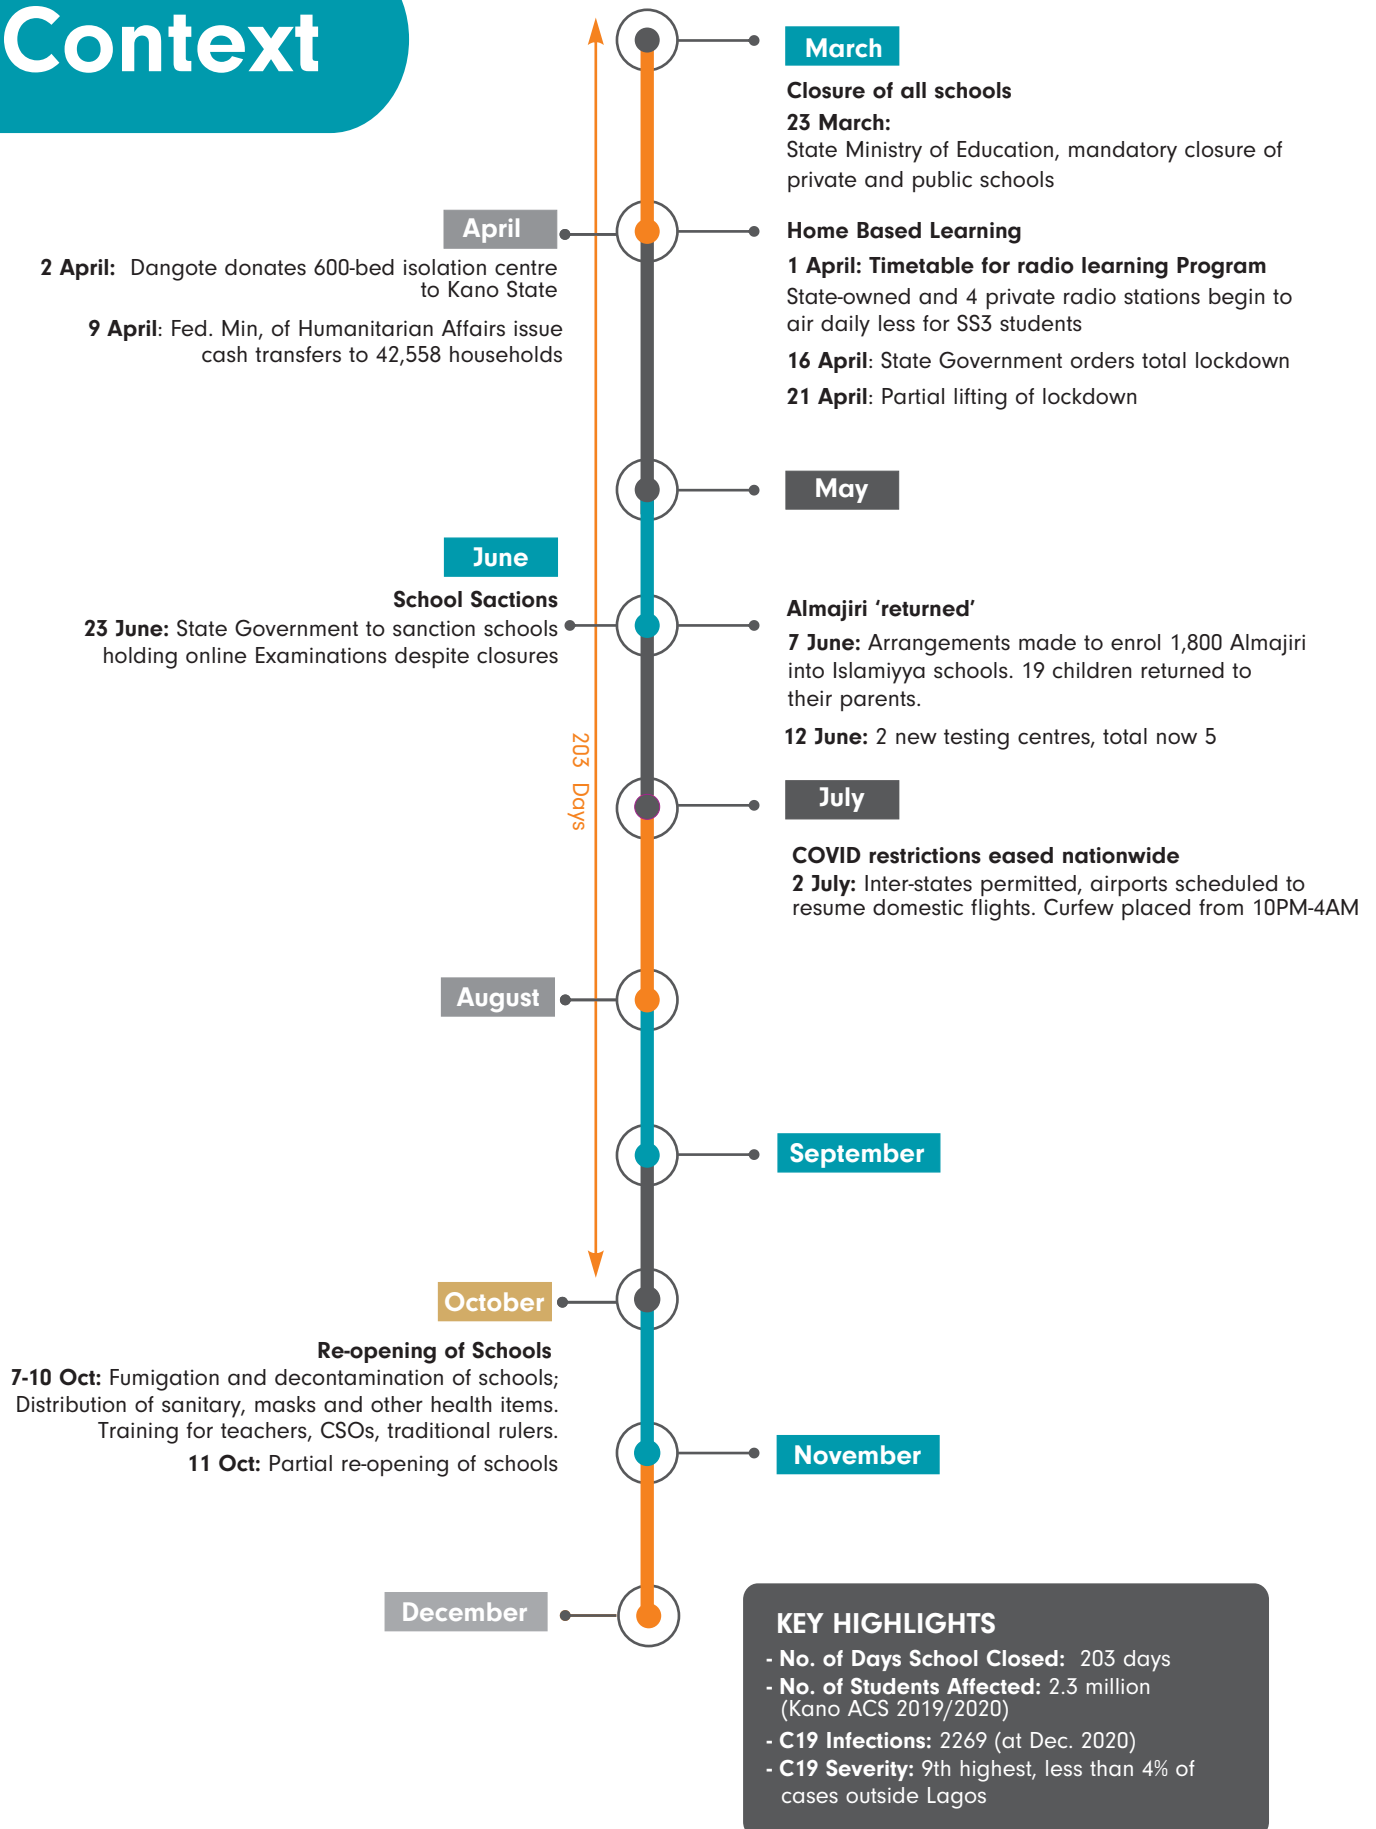 Context
March
Closure of all schools
23 March:
State Ministry of Education, mandatory closure of
private and public schools
April
2 April: Dangote donates 600-bed isolation centre
to Kano State
9 April: Fed. Min, of Humanitarian Affairs issue
cash transfers to 42,558 households
Home Based Learning
1 April: Timetable for radio learning Program
State-owned and 4 private radio stations begin to
air daily less for SS3 students
16 April: State Government orders total lockdown
21 April: Partial lifting of lockdown
May
June
School Sactions
23 June: State Government to sanction schools
holding online Examinations despite closures
Almajiri ‘returned’
7 June: Arrangements made to enrol 1,800 Almajiri
into Islamiyya schools. 19 children returned to
their parents.
12 June: 2 new testing centres, total now 5
203 Days
July
COVID restrictions eased nationwide
2 July: Inter-states permitted, airports scheduled to
resume domestic flights. Curfew placed from 10PM-4AM
August
September
October
Re-opening of Schools
7-10 Oct: Fumigation and decontamination of schools;
Distribution of sanitary, masks and other health items.
Training for teachers, CSOs, traditional rulers.
11 Oct: Partial re-opening of schools
November
December
KEY HIGHLIGHTS
- No. of Days School Closed: 203 days
- No. of Students Affected: 2.3 million
(Kano ACS 2019/2020)
- C19 Infections: 2269 (at Dec. 2020)
- C19 Severity: 9th highest, less than 4% of
cases outside Lagos